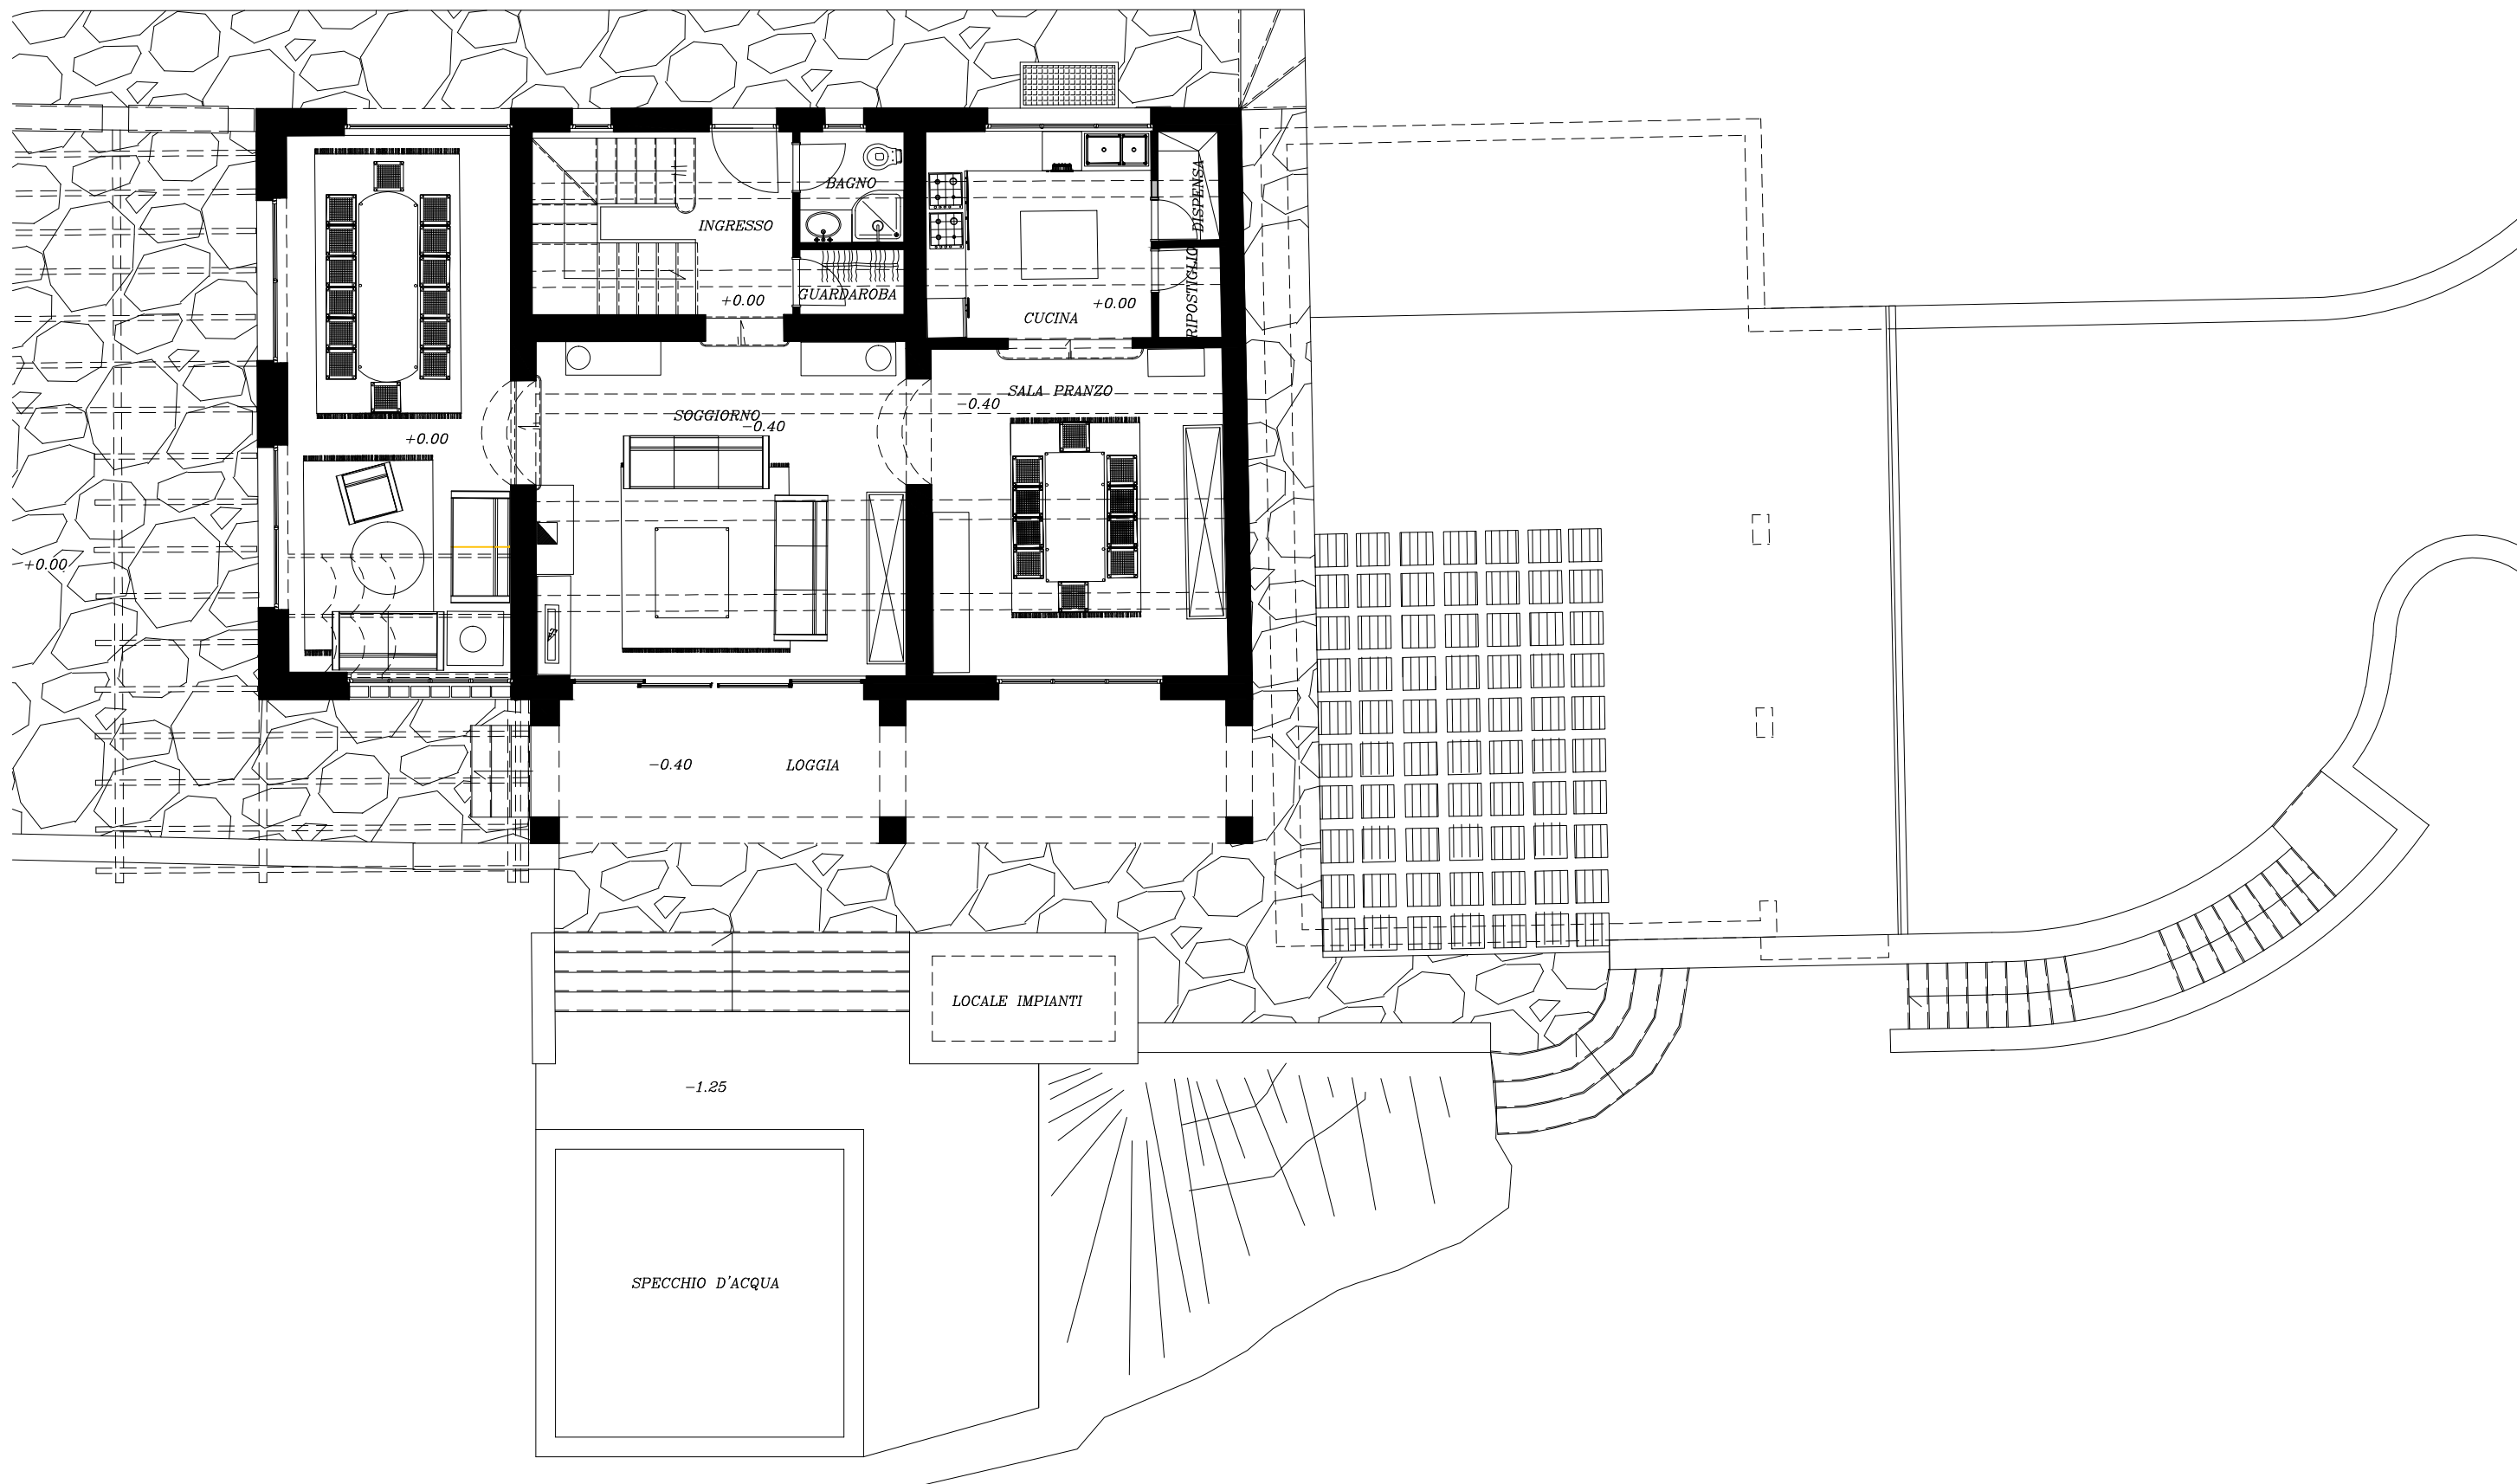 BAGNO
DISPENSA
INGRESSO
RIPOSTIGLIO
GUARDAROBA
+0.00
+0.00
CUCINA
SALA PRANZO
-0.40
SOGGIORNO
-0.40
+0.00
+0.00
-0.40
LOGGIA
LOCALE IMPIANTI
-1.25
SPECCHIO D'ACQUA